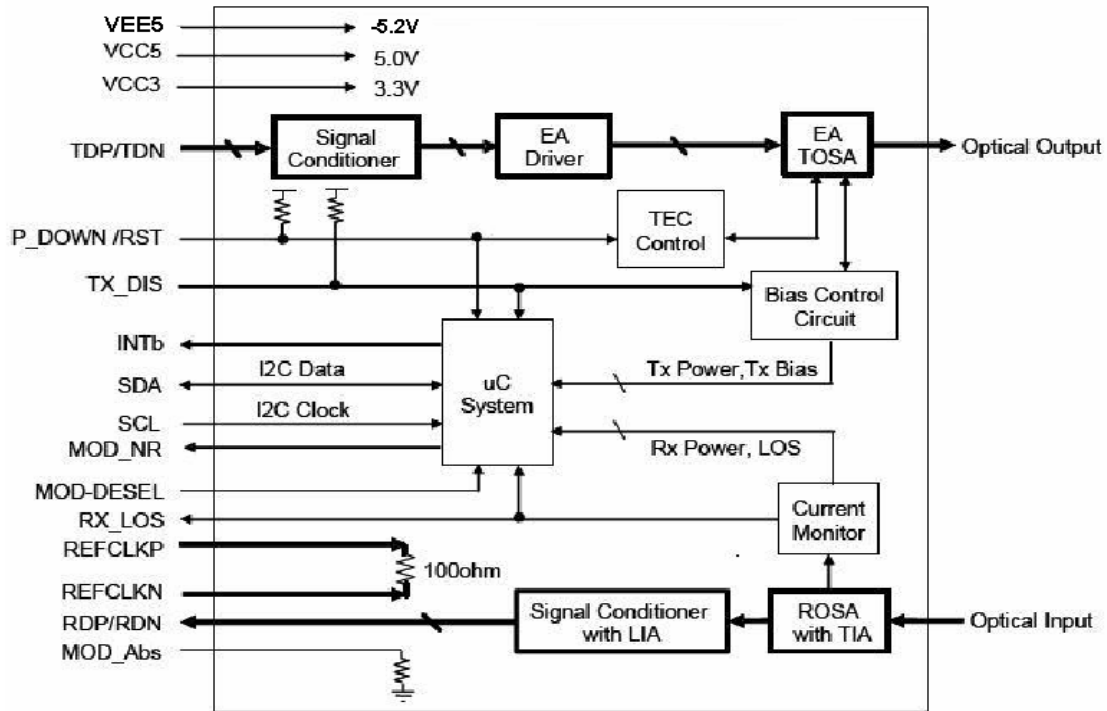 VEE5
-5.2V
VCC5
5.0V
VCC3
3.3V
TDP/TDN
Signal
Conditioner
EA
Driver
EA
TOSA
Optical Output
P_DOWN /RST
TEC
Control
TX_DIS
Bias Control
Circuit
INTb
SDA
I2C Data
uC
System
Tx Power,Tx Bias
SCL
I2C Clock
MOD_NR
Rx Power, LOS
MOD-DESEL
RX_LOS
Current
Monitor
REFCLKP
100ohm
REFCLKN
RDP/RDN
Signal Conditioner
with LIA
ROSA
with TIA
Optical Input
MOD_Abs